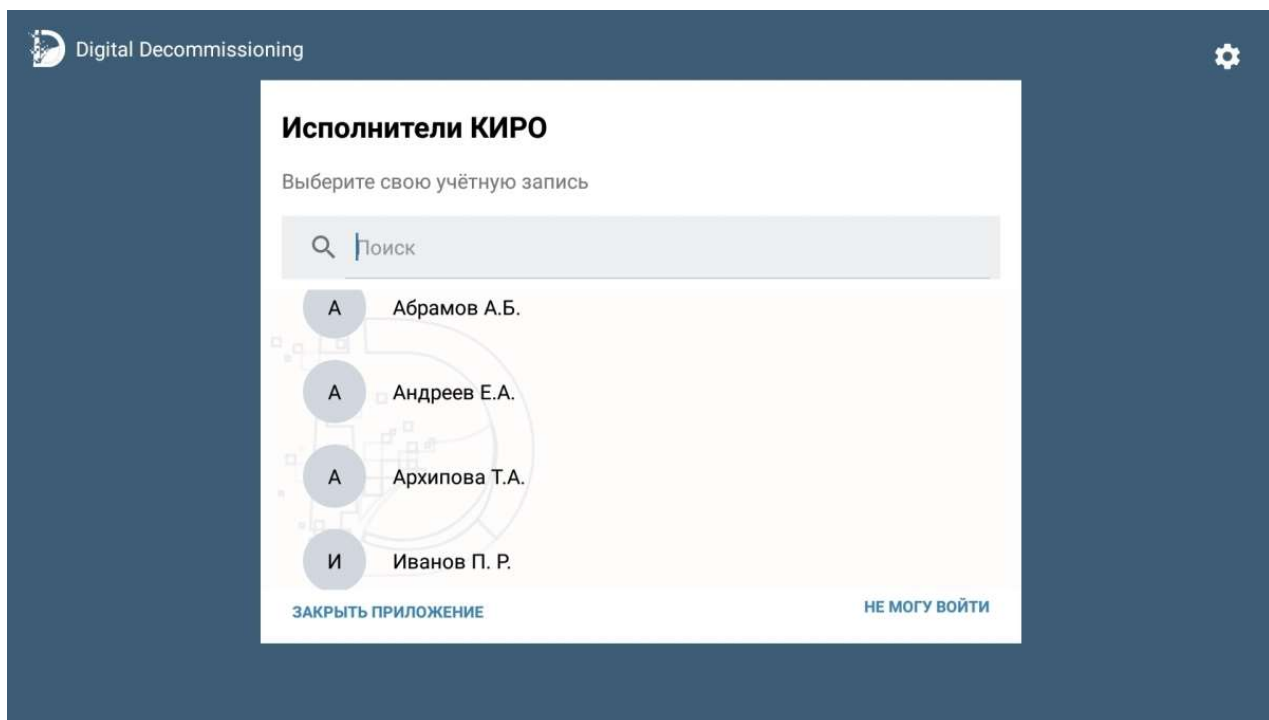 Digital Decommissioning
Исполнители КИРО
Выберите свою учётную запись
Поиск
А Абрамов А.Б.
А Андреев Е.А.
А Архипова Т.А.
И Иванов П. Р.
ЗАКРЫТЬ ПРИЛОЖЕНИЕ НЕ МОГУ ВОЙТИ